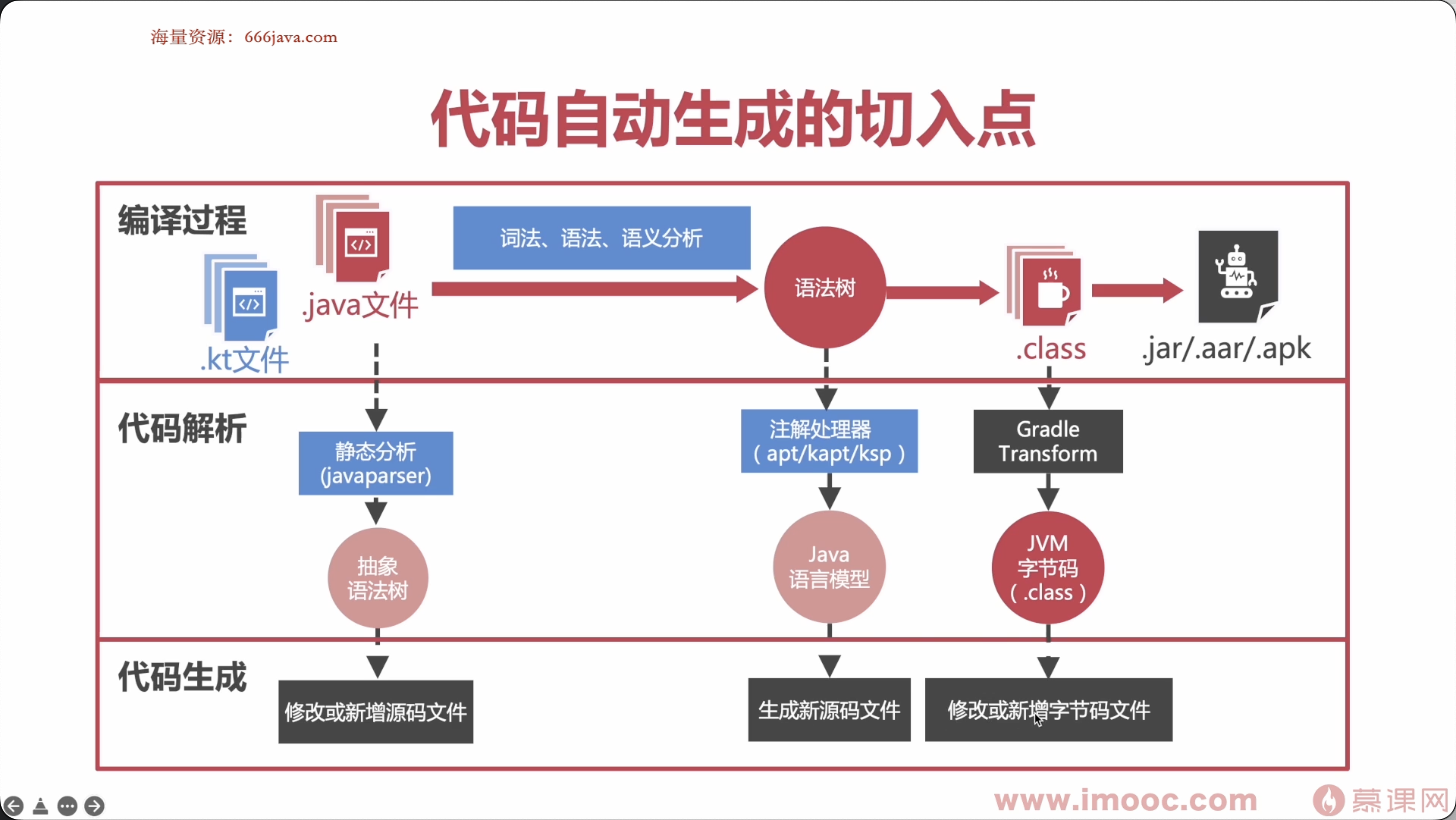 海量资源：666java.com
代码自动生成的切入点
编译过程
词法、语法、语义分析
语法树
.java文件
.kt文件
.class
.jar/.aar/.apk
代码解析
静态分析
(javaparser)
注解处理器
（apt/kapt/ksp）
Gradle
Transform
抽象
语法树
Java
语言模型
JVM
字节码
（.class）
代码生成
修改或新增源码文件
生成新源码文件
修改或新增字节码文件
www.imooc.com
慕课网